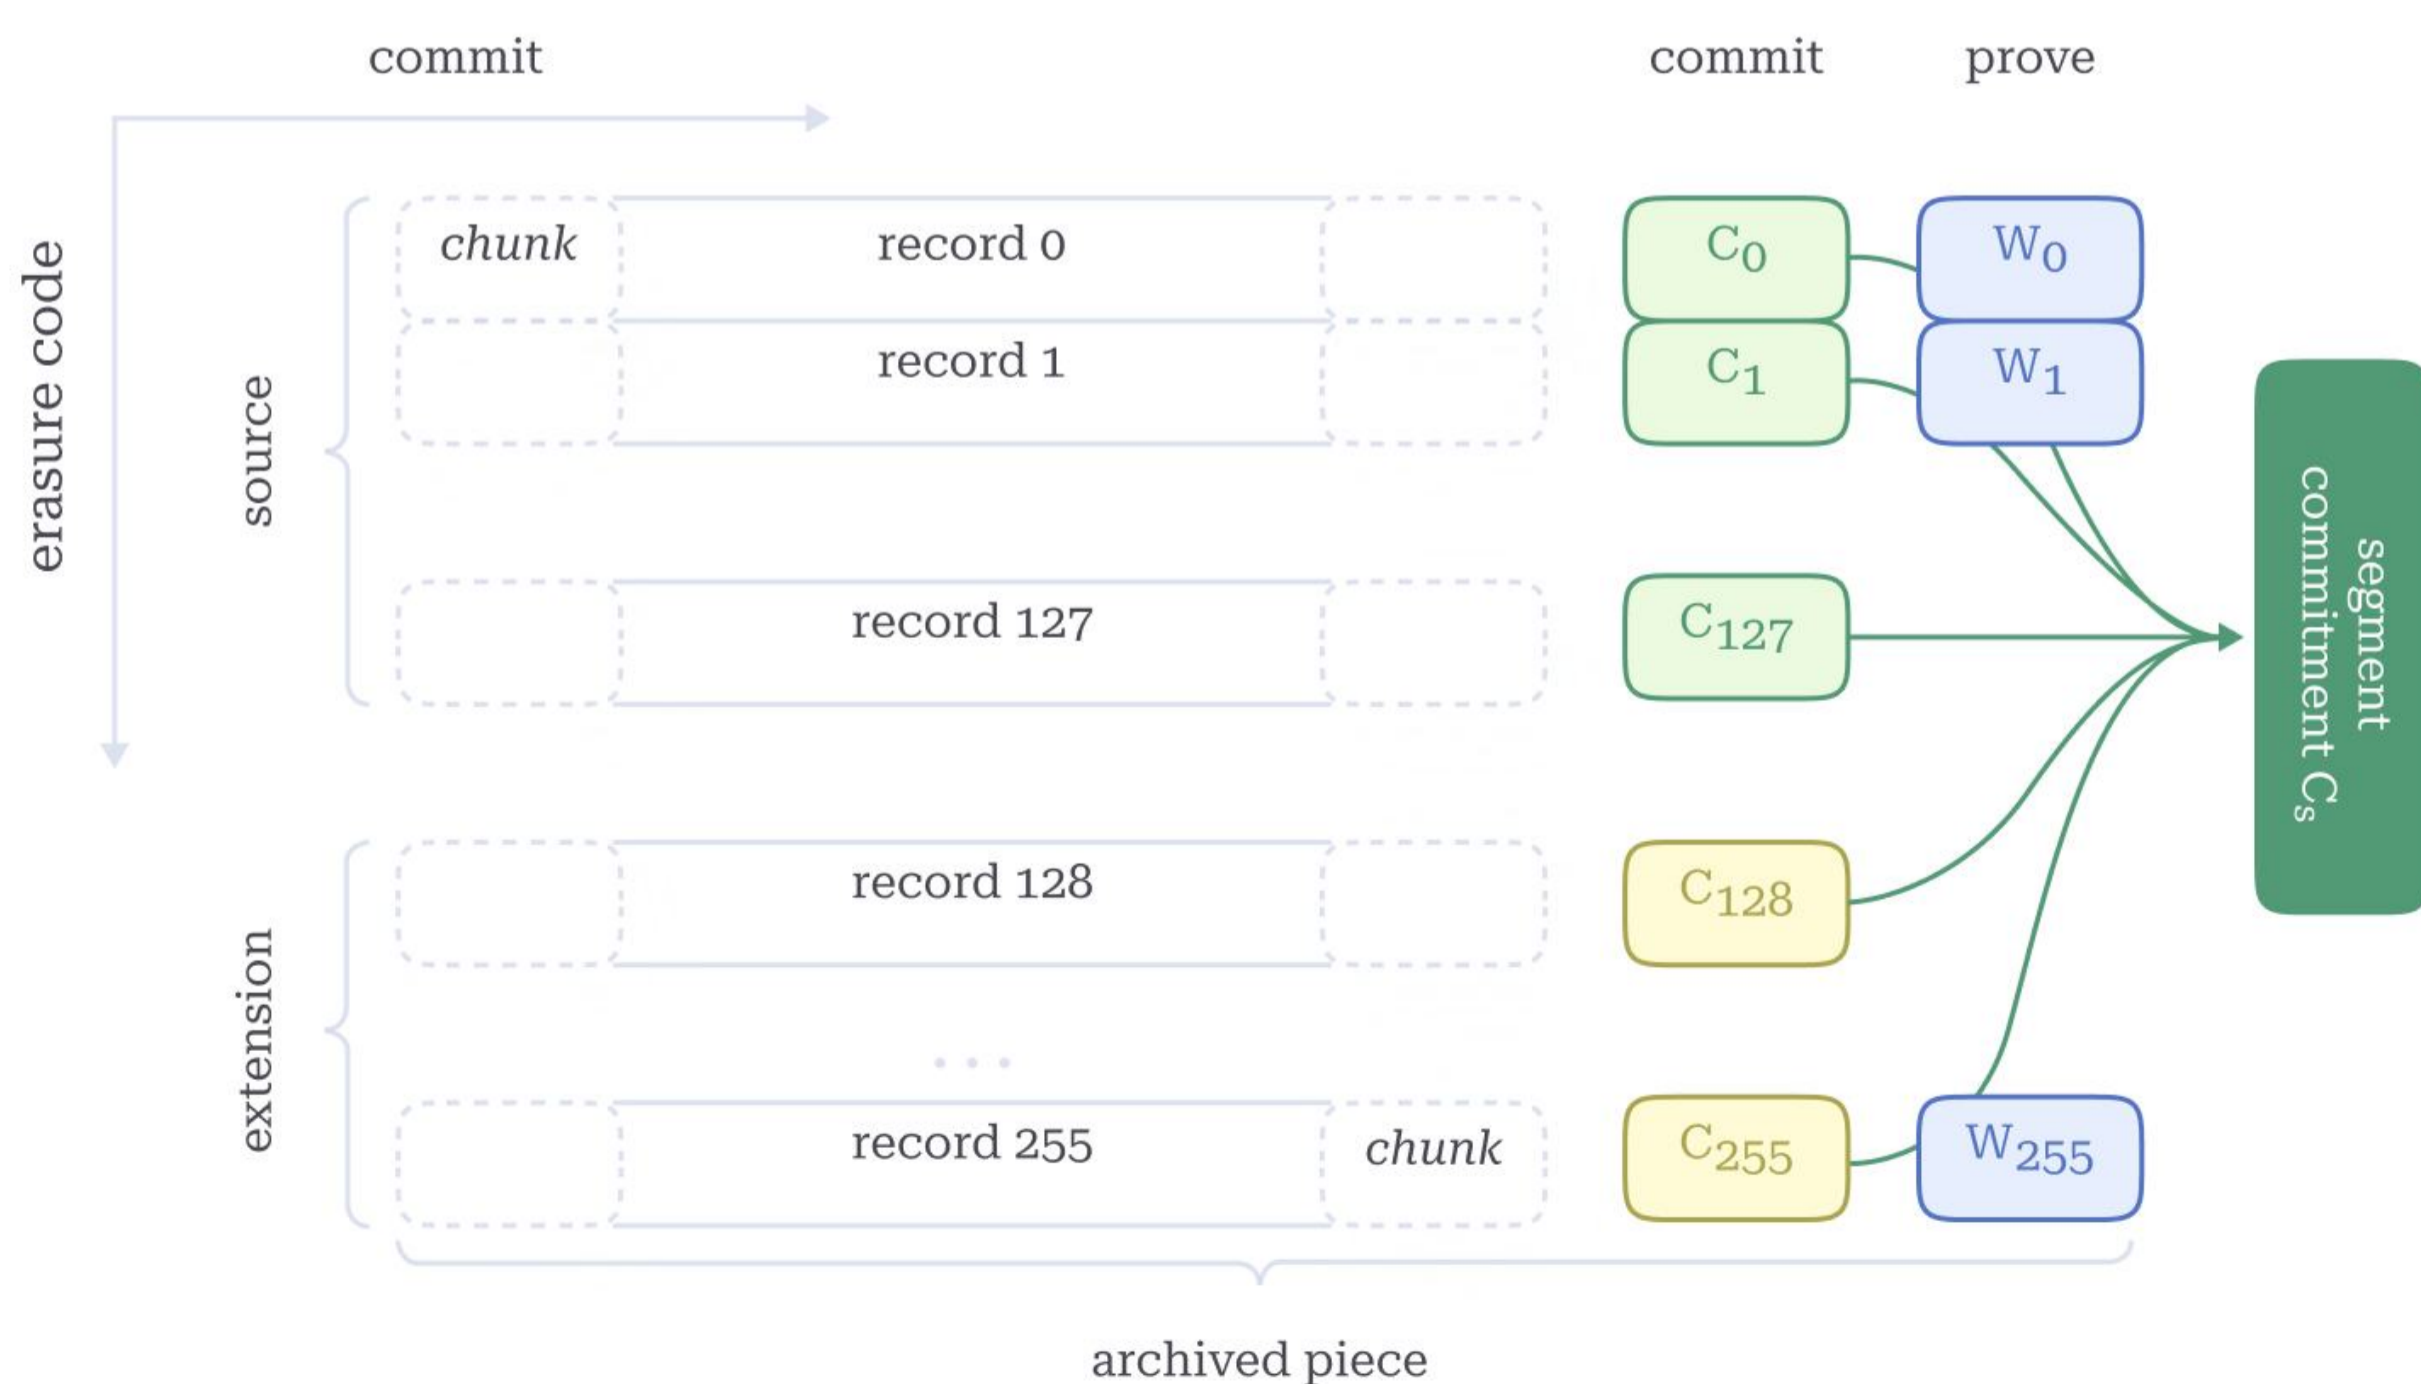 commit
commit
prove
erasure code
source
chunk
record 0
C0
W0
record 1
C1
W1
record 127
C127
segment
commitment Cs
extension
record 128
C128
. . .
record 255
chunk
C255
W255
archived piece